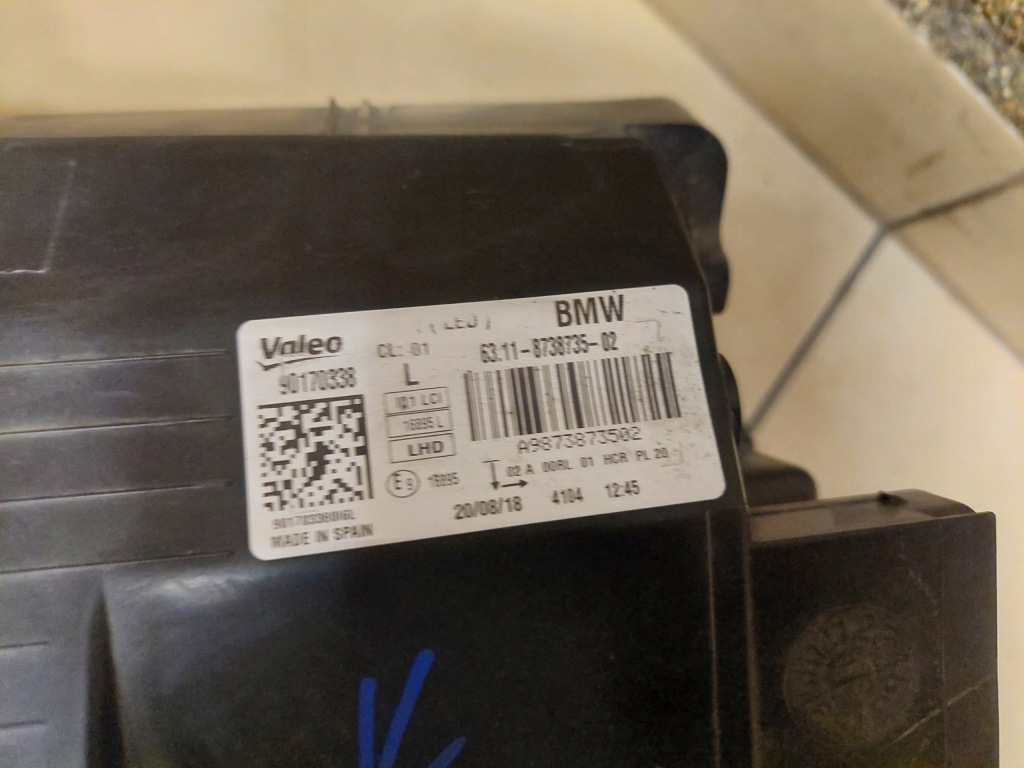 ( LED ) BMW
Valeo CL: 01 63.11-8738735-02
90170338 L
I01 LCI
16895 L
LHD
A9873873502
E9 16895 02 A 00RL 01 HCR PL 20
20/08/18 4104 12:45
MADE IN SPAIN